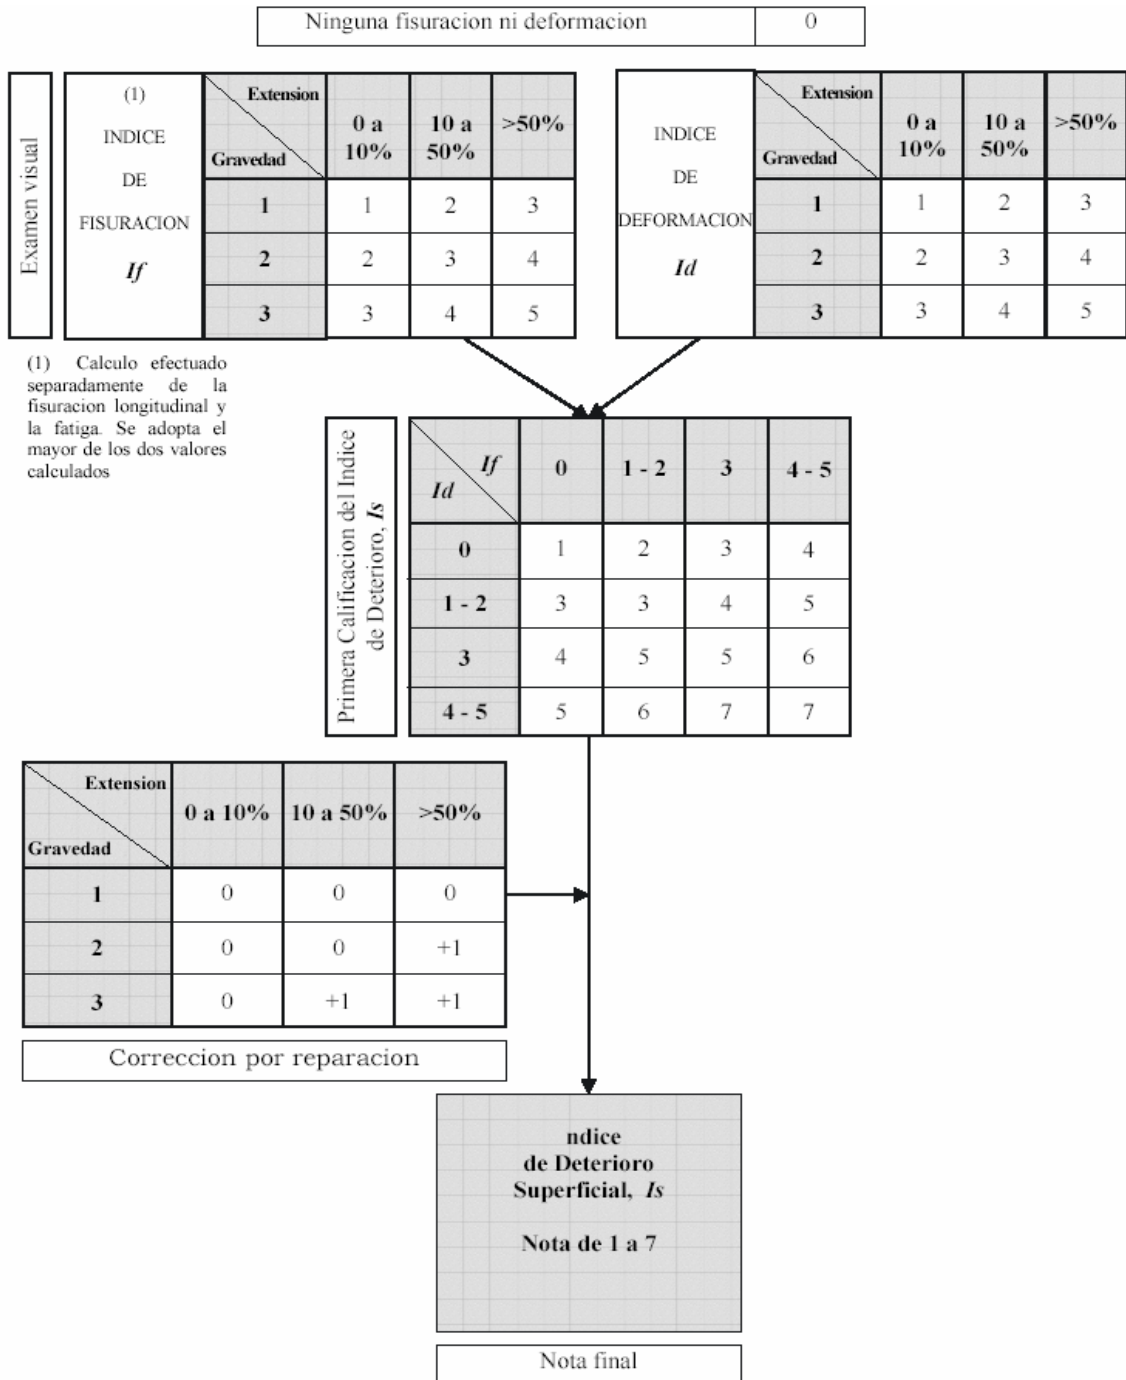 Ninguna fisuracion ni deformacion 0
Examen visual
(1)
INDICE
DE
FISURACION
If
Extension
Gravedad
0 a 10% 10 a 50% >50%
1 1 2 3
2 2 3 4
3 3 4 5
INDICE
DE
DEFORMACION
Id
Extension
Gravedad
0 a 10% 10 a 50% >50%
1 1 2 3
2 2 3 4
3 3 4 5
(1) Calculo efectuado
separadamente de la
fisuracion longitudinal y
la fatiga. Se adopta el
mayor de los dos valores
calculados
Primera Calificacion del Indice
de Deterioro, Is
If
Id
0 1 - 2 3 4 - 5
0 1 2 3 4
1 - 2 3 3 4 5
3 4 5 5 6
4 - 5 5 6 7 7
Extension
Gravedad
0 a 10% 10 a 50% >50%
1 0 0 0
2 0 0 +1
3 0 +1 +1
Correccion por reparacion
ndice
de Deterioro
Superficial, Is
Nota de 1 a 7
Nota final